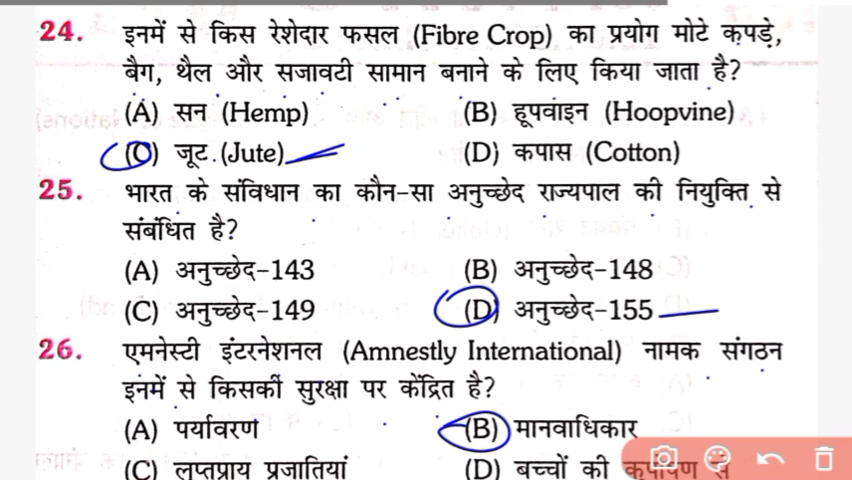 24. इनमें से किस रेशेदार फसल (Fibre Crop) का प्रयोग मोटे कपड़े,
बैग, थैल और सजावटी सामान बनाने के लिए किया जाता है?
(A) सन (Hemp) (B) हूपवाइन (Hoopvine)
(C) जूट (Jute) (D) कपास (Cotton)
25. भारत के संविधान का कौन-सा अनुच्छेद राज्यपाल की नियुक्ति से
संबंधित है?
(A) अनुच्छेद-143 (B) अनुच्छेद-148
(C) अनुच्छेद-149 (D) अनुच्छेद-155
26. एमनेस्टी इंटरनेशनल (Amnestly International) नामक संगठन
इनमें से किसकी सुरक्षा पर केंद्रित है?
(A) पर्यावरण (B) मानवाधिकार
(C) लुप्तप्राय प्रजातियां (D) बच्चों की